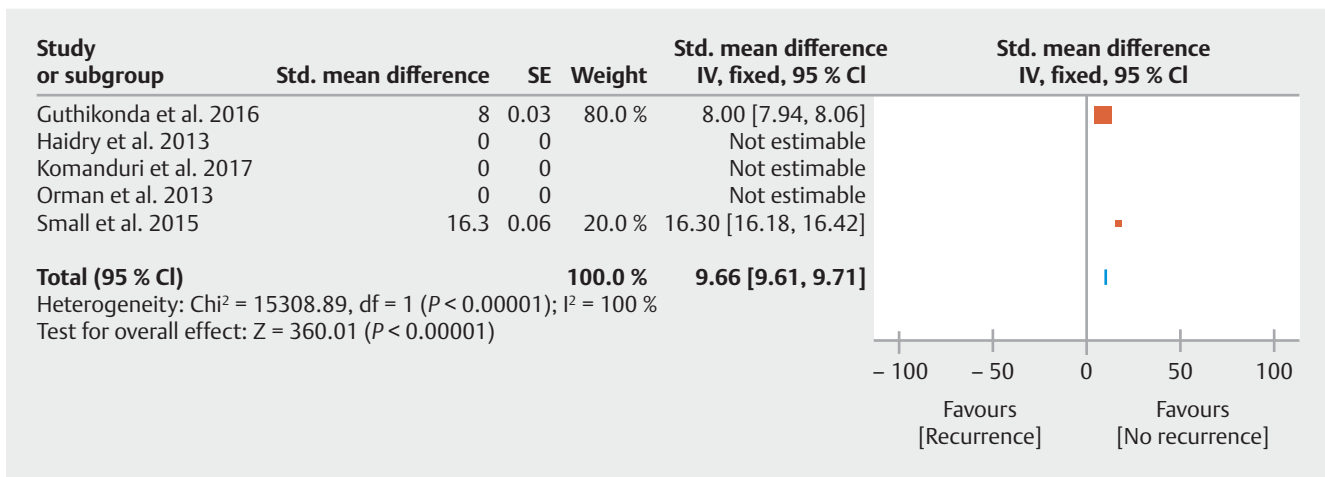 Study Std. mean difference Std. mean difference
or subgroup Std. mean difference SE Weight IV, fixed, 95 % CI IV, fixed, 95 % CI
Guthikonda et al. 2016 8 0.03 80.0 % 8.00 [7.94, 8.06]
Haidry et al. 2013 0 0 Not estimable
Komanduri et al. 2017 0 0 Not estimable
Orman et al. 2013 0 0 Not estimable
Small et al. 2015 16.3 0.06 20.0 % 16.30 [16.18, 16.42]
Total (95 % CI) 100.0 % 9.66 [9.61, 9.71]
Heterogeneity: Chi² = 15308.89, df = 1 (P < 0.00001); I² = 100 %
Test for overall effect: Z = 360.01 (P < 0.00001)
– 100 – 50 0 50 100
Favours Favours
[Recurrence] [No recurrence]